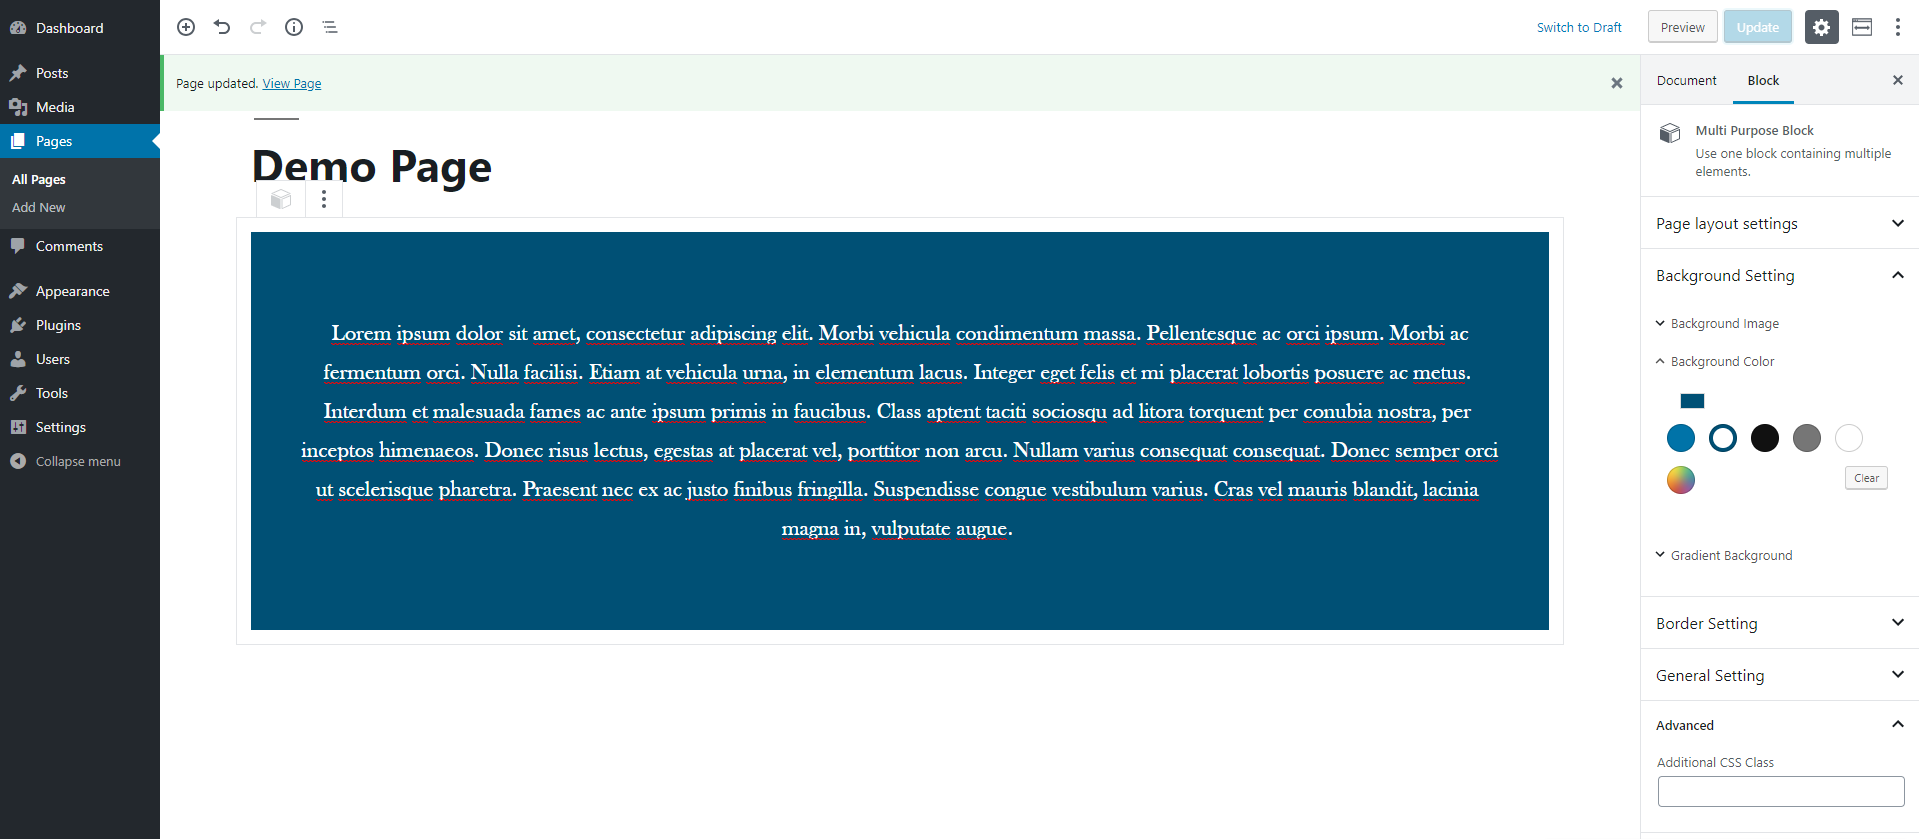 Dashboard
Posts
Media
Pages
All Pages
Add New
Comments
Appearance
Plugins
Users
Tools
Settings
Collapse menu
Switch to Draft
Preview
Update
Page updated. View Page
Demo Page
Lorem ipsum dolor sit amet, consectetur adipiscing elit. Morbi vehicula condimentum massa. Pellentesque ac orci ipsum. Morbi ac
fermentum orci. Nulla facilisi. Etiam at vehicula urna, in elementum lacus. Integer eget felis et mi placerat lobortis posuere ac metus.
Interdum et malesuada fames ac ante ipsum primis in faucibus. Class aptent taciti sociosqu ad litora torquent per conubia nostra, per
inceptos himenaeos. Donec risus lectus, egestas at placerat vel, porttitor non arcu. Nullam varius consequat consequat. Donec semper orci
ut scelerisque pharetra. Praesent nec ex ac justo finibus fringilla. Suspendisse congue vestibulum varius. Cras vel mauris blandit, lacinia
magna in, vulputate augue.
Document
Block
Multi Purpose Block
Use one block containing multiple
elements.
Page layout settings
Background Setting
Background Image
Background Color
Clear
Gradient Background
Border Setting
General Setting
Advanced
Additional CSS Class